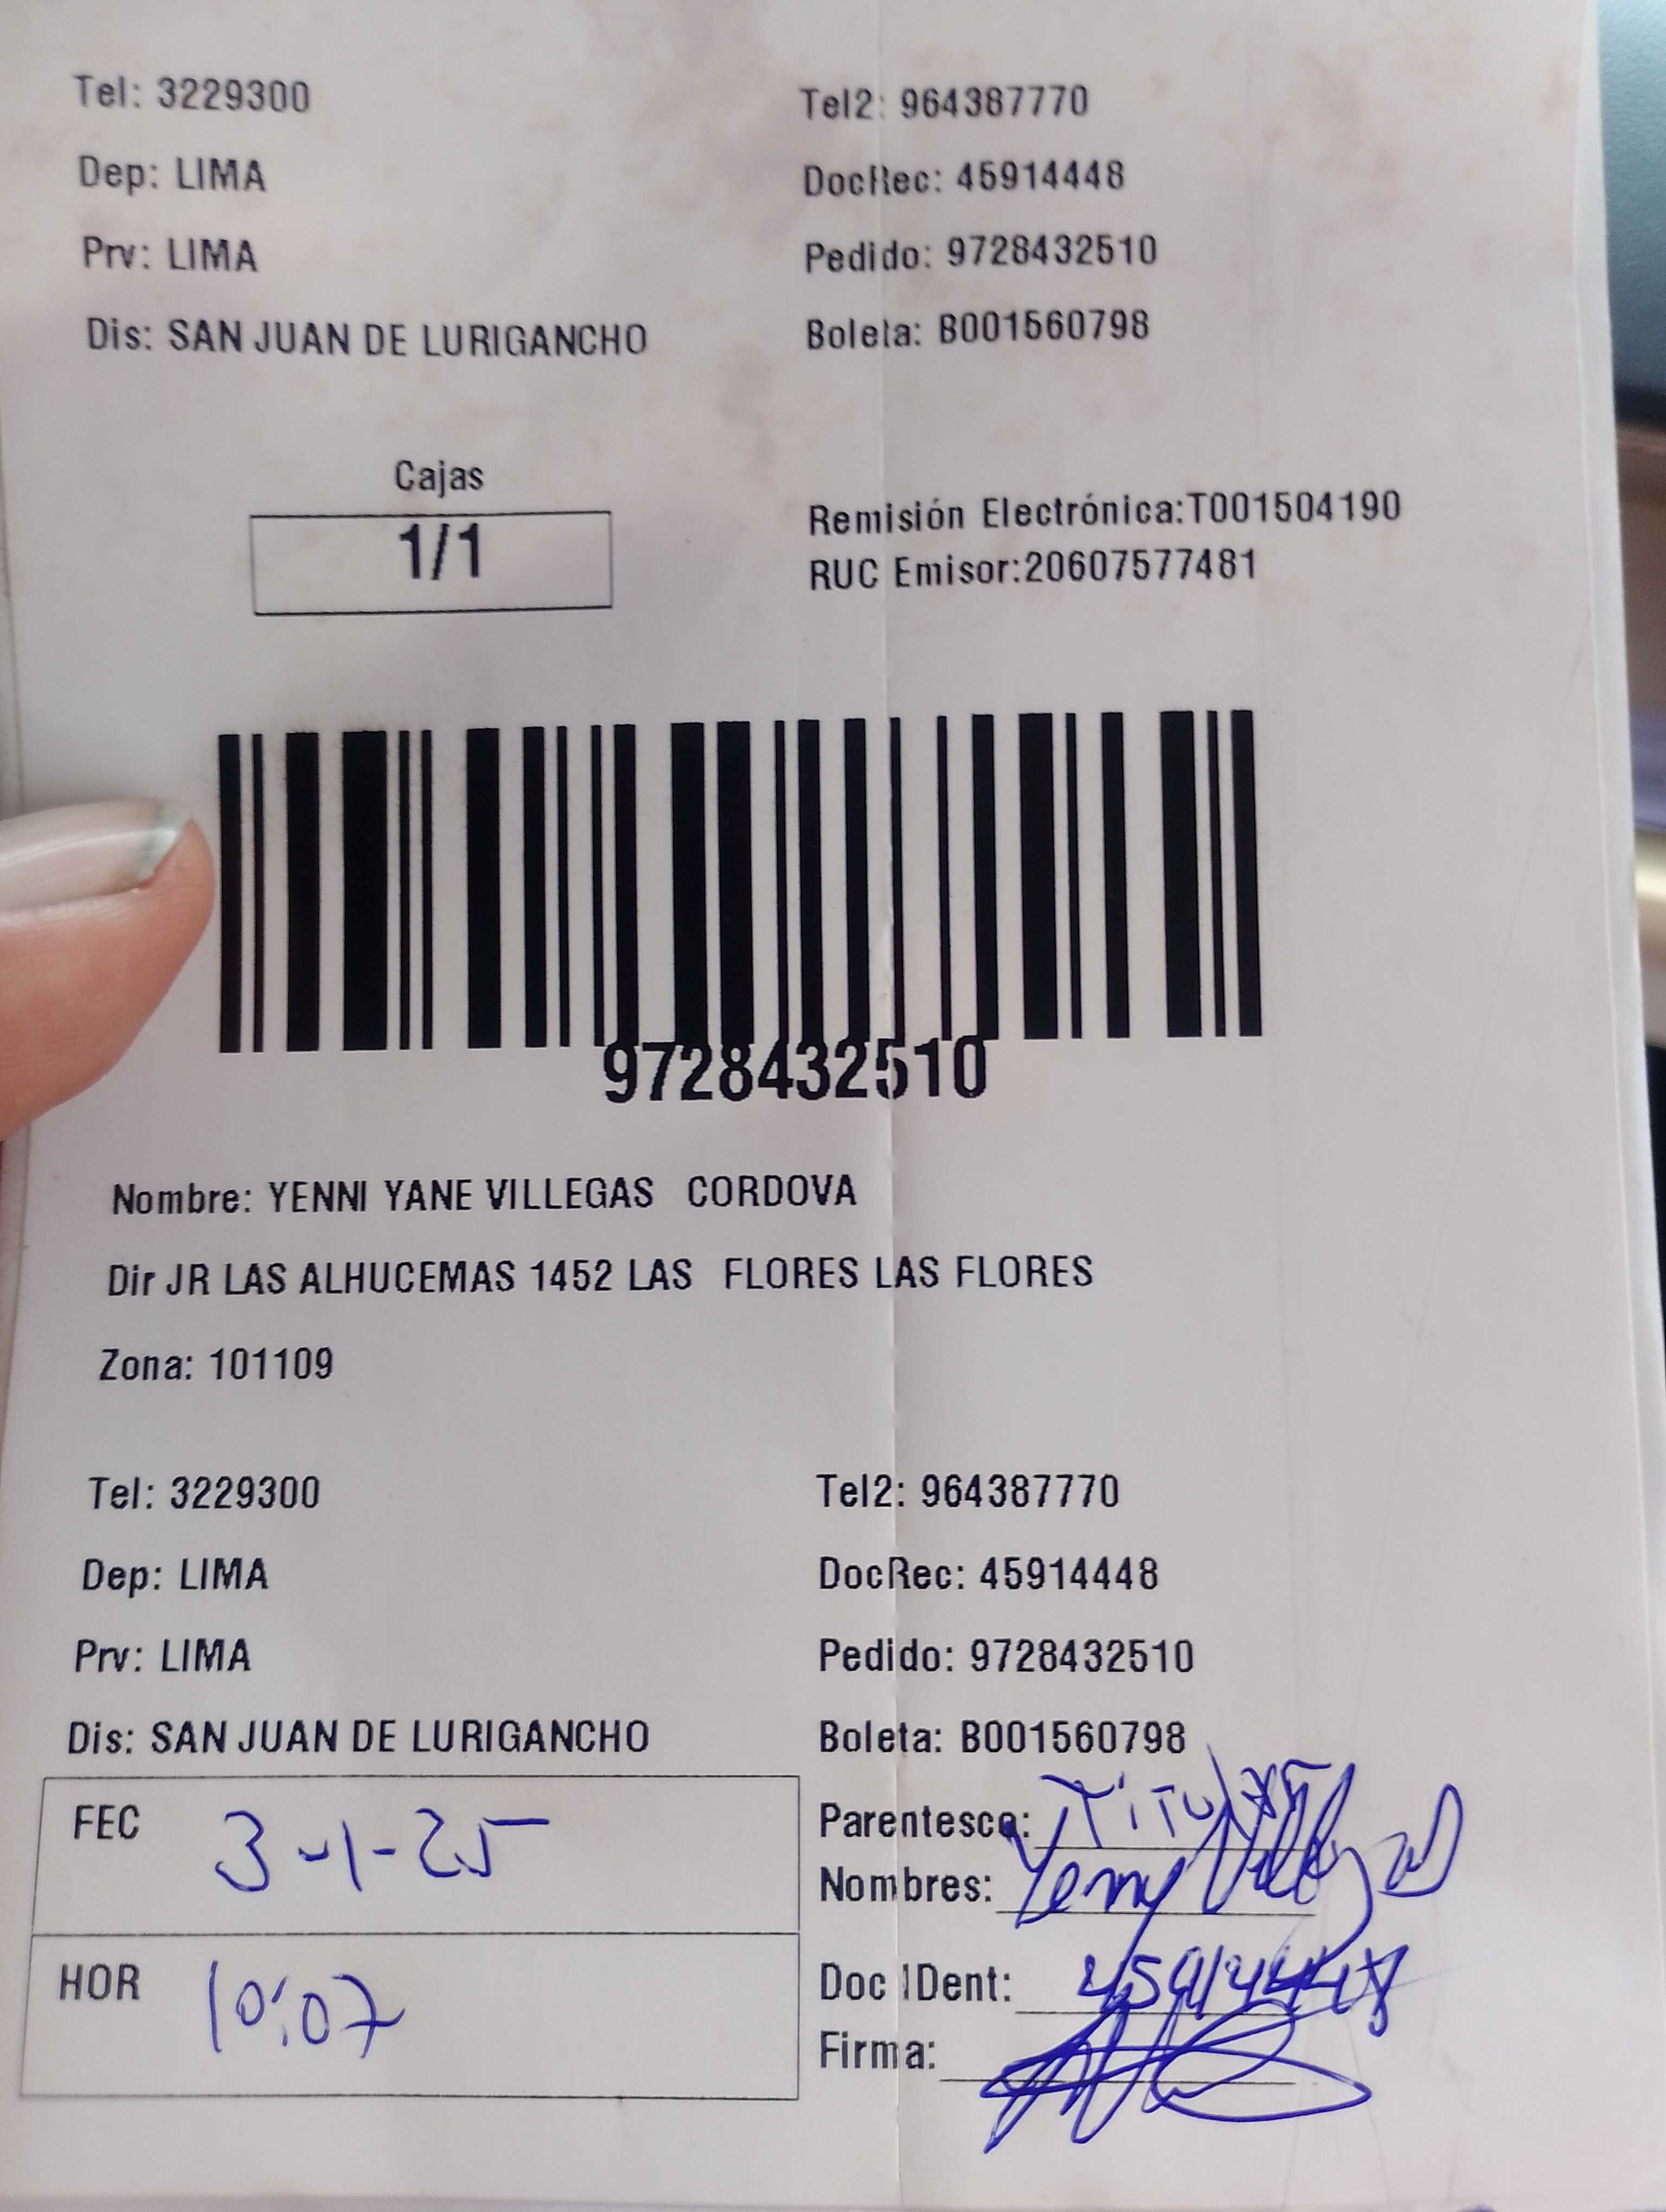 Tel: 3229300
Tel2: 964387770
Dep: LIMA
DocRec: 45914448
Prv: LIMA
Pedido: 9728432510
Dis: SAN JUAN DE LURIGANCHO
Boleta: B001560798
Cajas
1/1
Remisión Electrónica:T001504190
RUC Emisor:20607577481
9728432510
Nombre: YENNI YANE VILLEGAS CORDOVA
Dir JR LAS ALHUCEMAS 1452 LAS FLORES LAS FLORES
Zona: 101109
Tel: 3229300
Tel2: 964387770
Dep: LIMA
DocRec: 45914448
Prv: LIMA
Pedido: 9728432510
Dis: SAN JUAN DE LURIGANCHO
Boleta: B001560798
FEC 3-1-25
Parentesco: Titular
Nombres: Yenny Villegas
HOR 10:07
Doc IDent: 45914448
Firma: